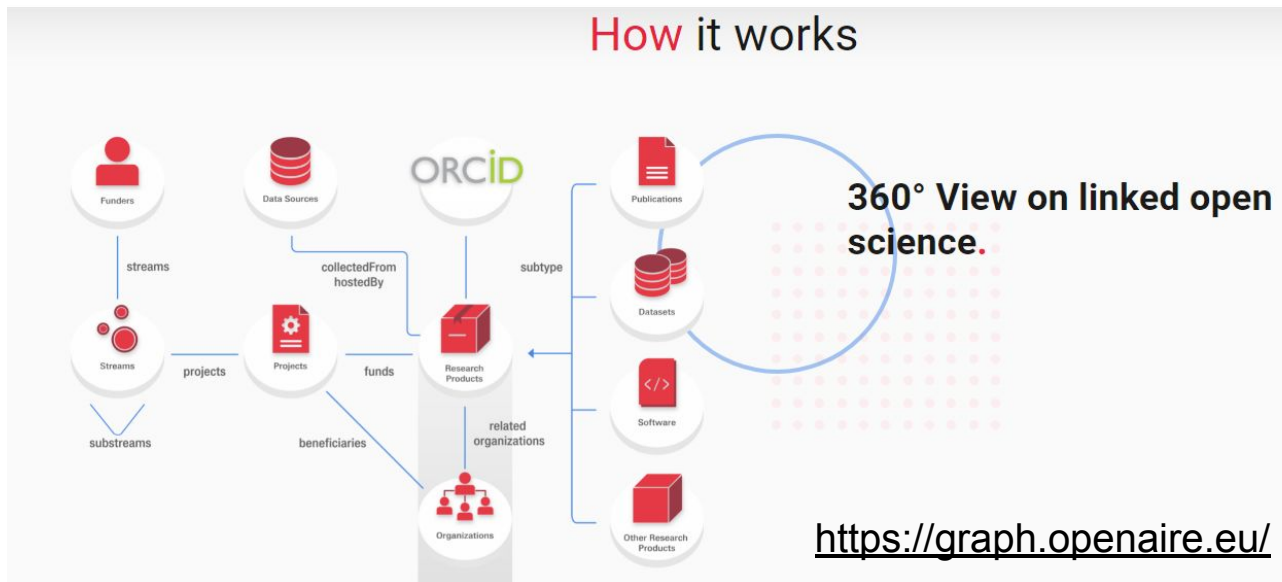 How it works
ORCiD
Funders
Data Sources
Publications
360° View on linked open
science.
streams
collectedFrom
hostedBy
subtype
Datasets
Streams
projects
Projects
funds
Research
Products
</>
Software
substreams
beneficiaries
related
organizations
Organizations
Other Research
Products
https://graph.openaire.eu/